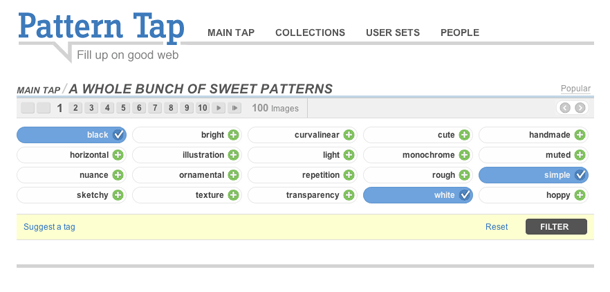 Pattern Tap
MAIN TAP COLLECTIONS USER SETS PEOPLE
Fill up on good web
MAIN TAP / A WHOLE BUNCH OF SWEET PATTERNS
Popular
1 2 3 4 5 6 7 8 9 10 100 Images
black bright curvalinear cute handmade
horizontal illustration light monochrome muted
nuance ornamental repetition rough simple
sketchy texture transparency white hoppy
Suggest a tag Reset FILTER